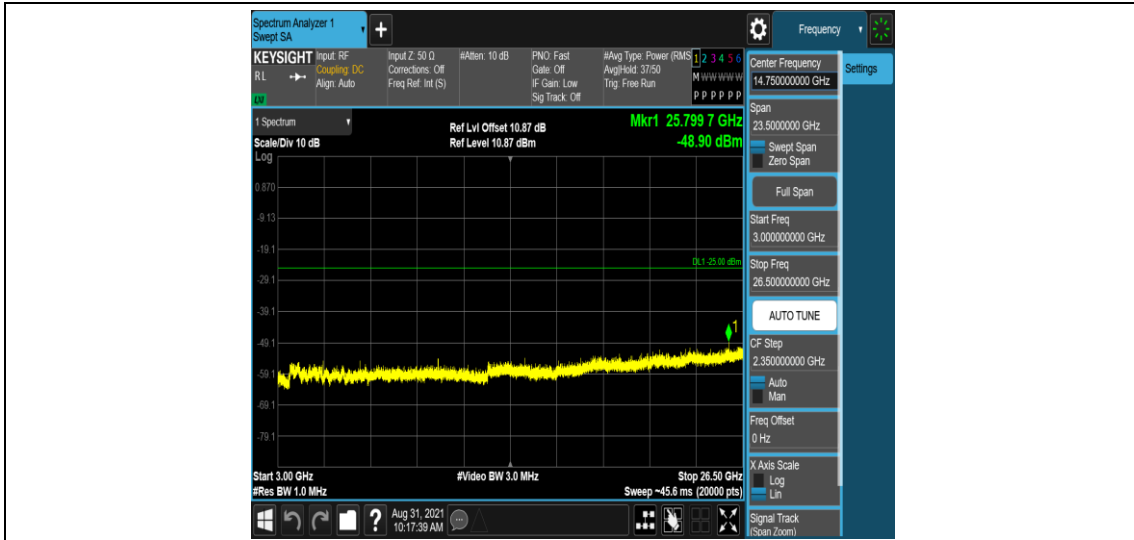 Spectrum Analyzer 1
Swept SA
+
Frequency
KEYSIGHT
RL
Input: RF
Coupling: DC
Align: Auto
Input Z: 50 Ω
Corrections: Off
Freq Ref: Int (S)
#Atten: 10 dB
PNO: Fast
Gate: Off
IF Gain: Low
Sig Track: Off
#Avg Type: Power (RMS
Avg|Hold: 37/50
Trig: Free Run
1 2 3 4 5 6
M W W W W W
P P P P P P
1 Spectrum
Scale/Div 10 dB
Log
Ref Lvl Offset 10.87 dB
Ref Level 10.87 dBm
Mkr1 25.799 7 GHz
-48.90 dBm
0.870
-9.13
-19.1
DL1 -25.00 dBm
-29.1
-39.1
1
-49.1
-59.1
-69.1
-79.1
Start 3.00 GHz
#Res BW 1.0 MHz
#Video BW 3.0 MHz
Stop 26.50 GHz
Sweep ~45.6 ms (20000 pts)
Center Frequency
14.750000000 GHz
Settings
Span
23.5000000 GHz
Swept Span
Zero Span
Full Span
Start Freq
3.000000000 GHz
Stop Freq
26.500000000 GHz
AUTO TUNE
CF Step
2.350000000 GHz
Auto
Man
Freq Offset
0 Hz
X Axis Scale
Log
Lin
Signal Track
(Span Zoom)
?
Aug 31, 2021
10:17:39 AM